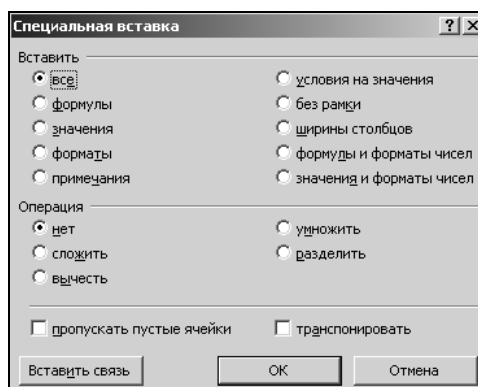 Специальная вставка
Вставить
все
условия на значения
формулы
без рамки
значения
ширины столбцов
форматы
формулы и форматы чисел
примечания
значения и форматы чисел
Операция
нет
умножить
сложить
разделить
вычесть
пропускать пустые ячейки
транспонировать
Вставить связь
ОК
Отмена